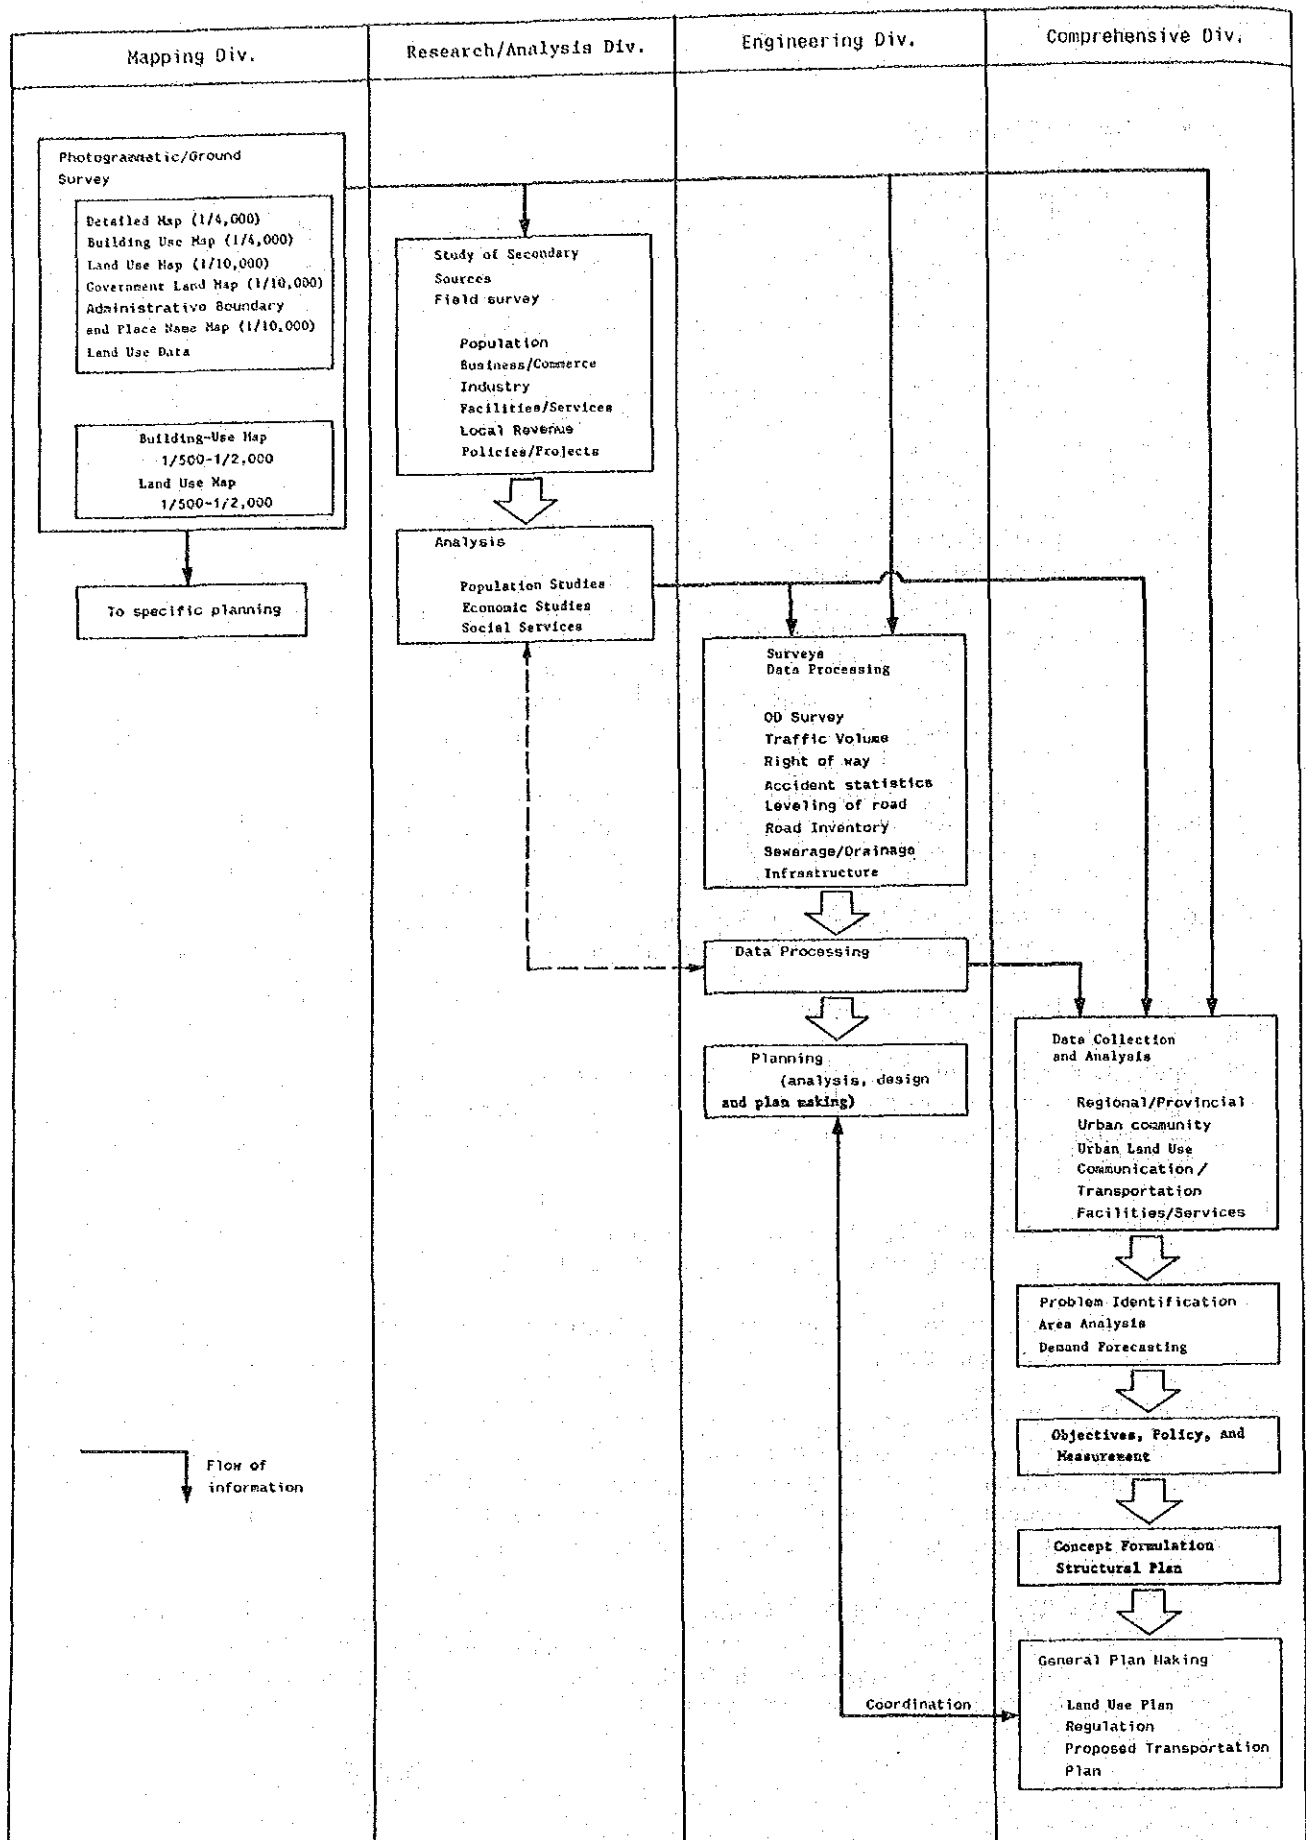 Mapping Div.
Research/Analysis Div.
Engineering Div.
Comprehensive Div.
Photogrammatic/Ground
Survey
Detailed Map (1/4,000)
Building Use Map (1/4,000)
Land Use Map (1/10,000)
Government Land Map (1/10,000)
Administrative Boundary
and Place Name Map (1/10,000)
Land Use Data
Building-Use Map
1/500-1/2,000
Land Use Map
1/500-1/2,000
To specific planning
Flow of
information
Study of Secondary
Sources
Field survey
Population
Business/Commerce
Industry
Facilities/Services
Local Revenue
Policies/Projects
Analysis
Population Studies
Economic Studies
Social Services
Surveys
Data Processing
OD Survey
Traffic Volume
Right of way
Accident statistics
Leveling of road
Road Inventory
Sewerage/Drainage
Infrastructure
Data Processing
Planning
(analysis, design
and plan making)
Coordination
Data Collection
and Analysis
Regional/Provincial
Urban community
Urban Land Use
Communication/
Transportation
Facilities/Services
Problem Identification
Area Analysis
Demand Forecasting
Objectives, Policy, and
Measurement
Concept Formulation
Structural Plan
General Plan Making
Land Use Plan
Regulation
Proposed Transportation
Plan